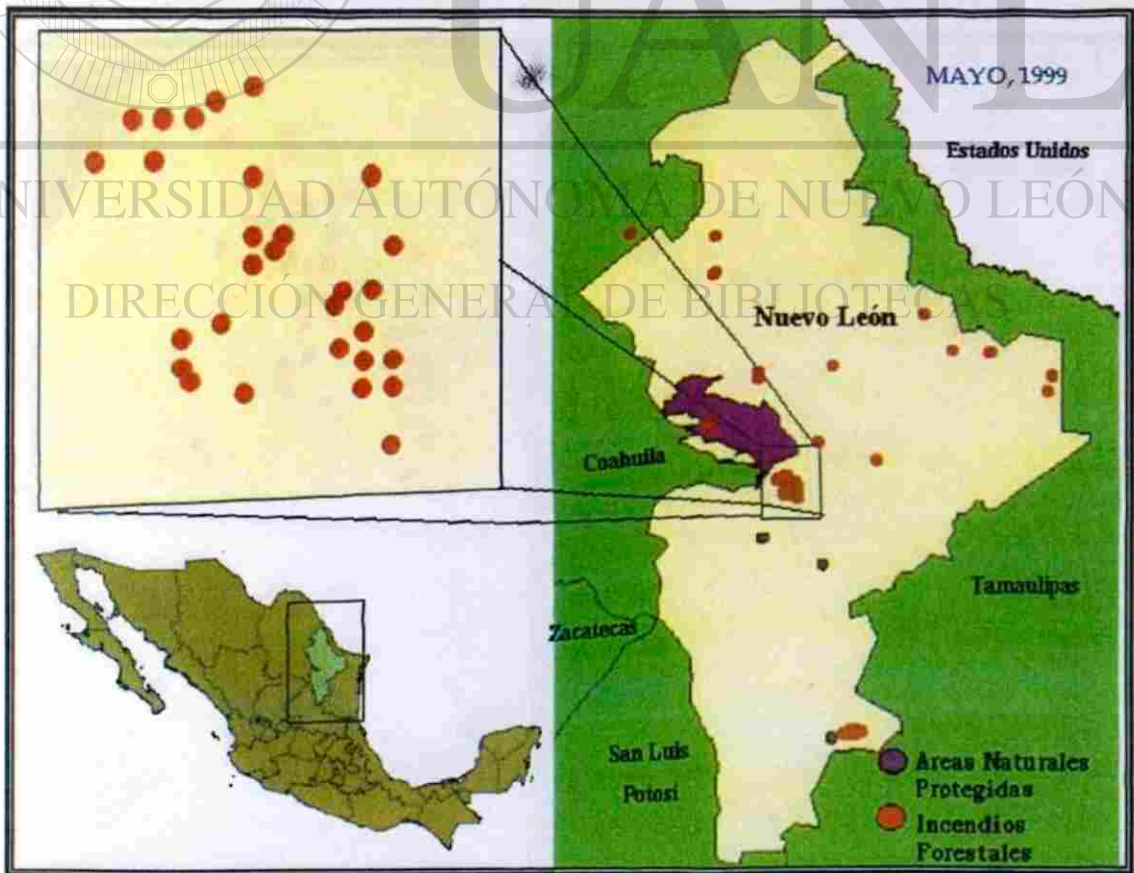 UANL
MAYO, 1999
Estados Unidos
UNIVERSIDAD AUTÓNOMA DE NUEVO LEÓN
DIRECCIÓN GENERAL DE BIBLIOTECAS
Nuevo León
Coahuila
Tamaulipas
Zacatecas
San Luis
Potosí
Areas Naturales
Protegidas
Incendios
Forestales